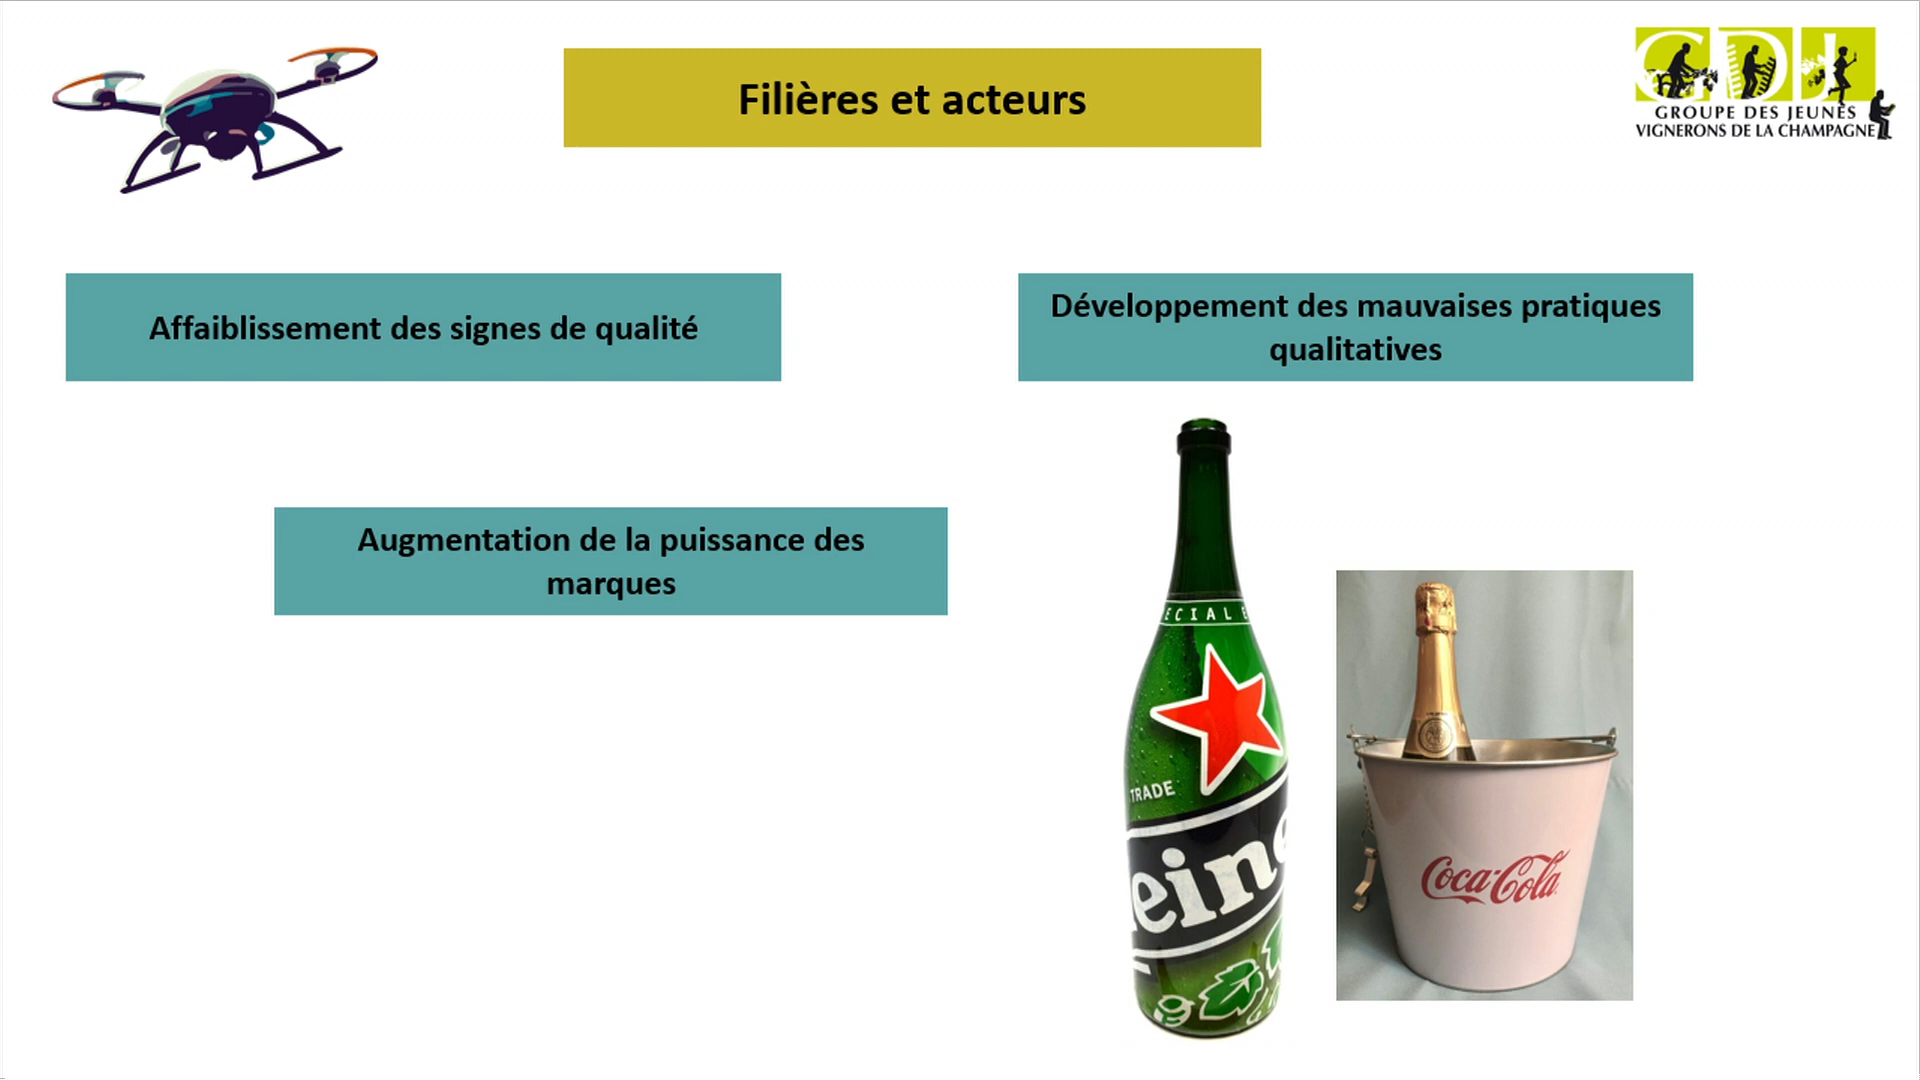 Filières et acteurs
GDJ
GROUPE DES JEUNES
VIGNERONS DE LA CHAMPAGNE
Affaiblissement des signes de qualité
Développement des mauvaises pratiques
qualitatives
Augmentation de la puissance des
marques
ECIAL E
TRADE
eine
Coca-Cola